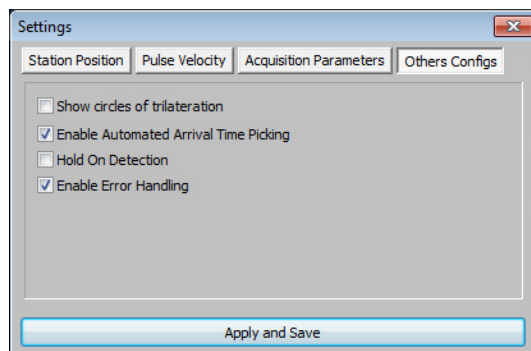 Settings
Station Position Pulse Velocity Acquisition Parameters Others Configs
Show circles of trilateration
Enable Automated Arrival Time Picking
Hold On Detection
Enable Error Handling
Apply and Save